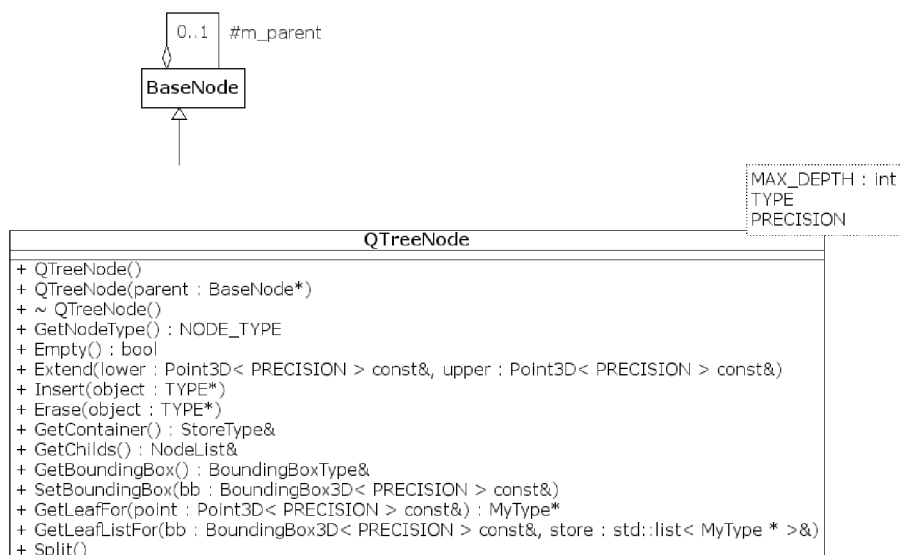 0..1 #m_parent
BaseNode
MAX_DEPTH : int
TYPE
PRECISION
QTreeNode
+ QTreeNode()
+ QTreeNode(parent : BaseNode*)
+ ~ QTreeNode()
+ GetNodeType() : NODE_TYPE
+ Empty() : bool
+ Extend(lower : Point3D< PRECISION > const&, upper : Point3D< PRECISION > const&)
+ Insert(object : TYPE*)
+ Erase(object : TYPE*)
+ GetContainer() : StoreType&
+ GetChilds() : NodeList&
+ GetBoundingBox() : BoundingBoxType&
+ SetBoundingBox(bb : BoundingBox3D< PRECISION > const&)
+ GetLeafFor(point : Point3D< PRECISION > const&) : MyType*
+ GetLeafListFor(bb : BoundingBox3D< PRECISION > const&, store : std::list< MyType * >&)
+ Split()